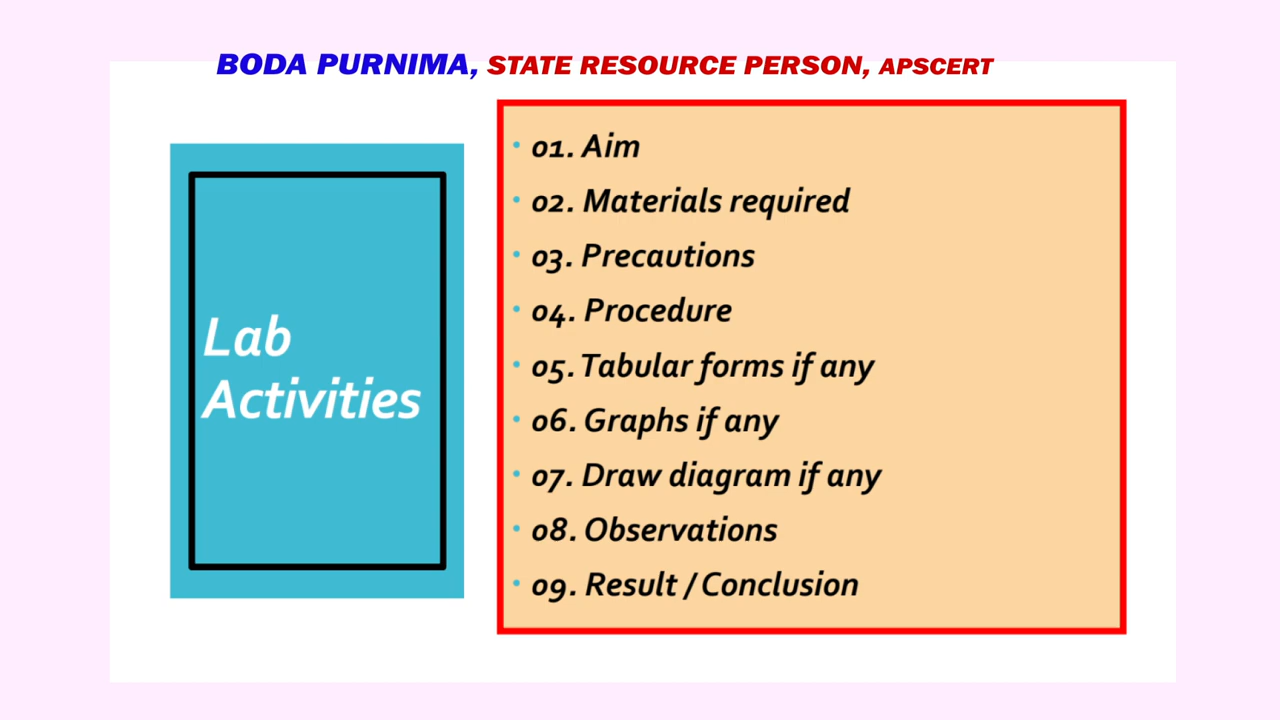 BODA PURNIMA, STATE RESOURCE PERSON, APSCERT
Lab
Activities
• 01. Aim
• 02. Materials required
• 03. Precautions
• 04. Procedure
• 05. Tabular forms if any
• 06. Graphs if any
• 07. Draw diagram if any
• 08. Observations
• 09. Result / Conclusion